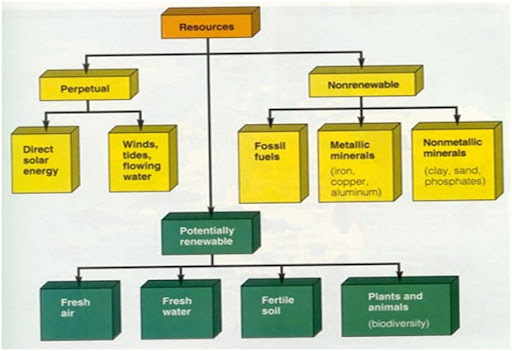 Resources
Perpetual
Nonrenewable
Direct
solar
energy
Winds,
tides,
flowing
water
Fossil
fuels
Metallic
minerals
(iron,
copper,
aluminum)
Nonmetallic
minerals
(clay, sand,
phosphates)
Potentially
renewable
Fresh
air
Fresh
water
Fertile
soil
Plants and
animals
(biodiversity)